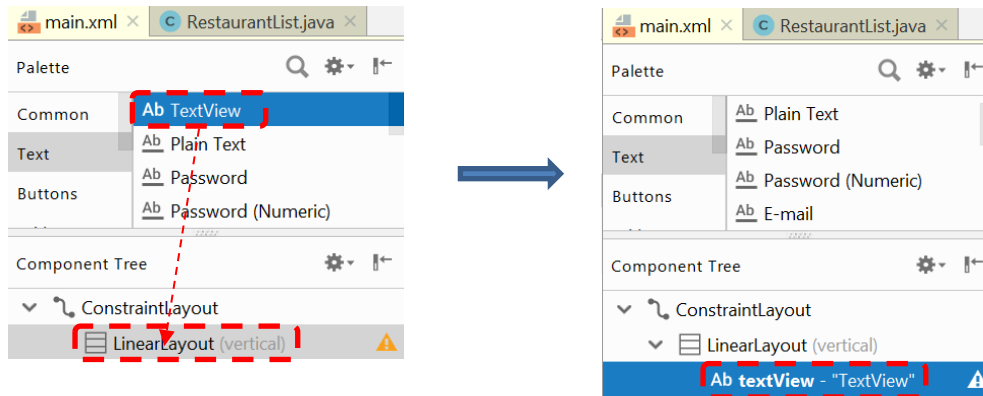 main.xml RestaurantList.java
Palette
Common
Text
Buttons
Ab TextView
Ab Plain Text
Ab Password
Ab Password (Numeric)
Component Tree
ConstraintLayout
LinearLayout (vertical)
main.xml C RestaurantList.java
Palette
Common
Text
Buttons
Ab Plain Text
Ab Password
Ab Password (Numeric)
Ab E-mail
Component Tree
ConstraintLayout
LinearLayout (vertical)
Ab textView - "TextView"